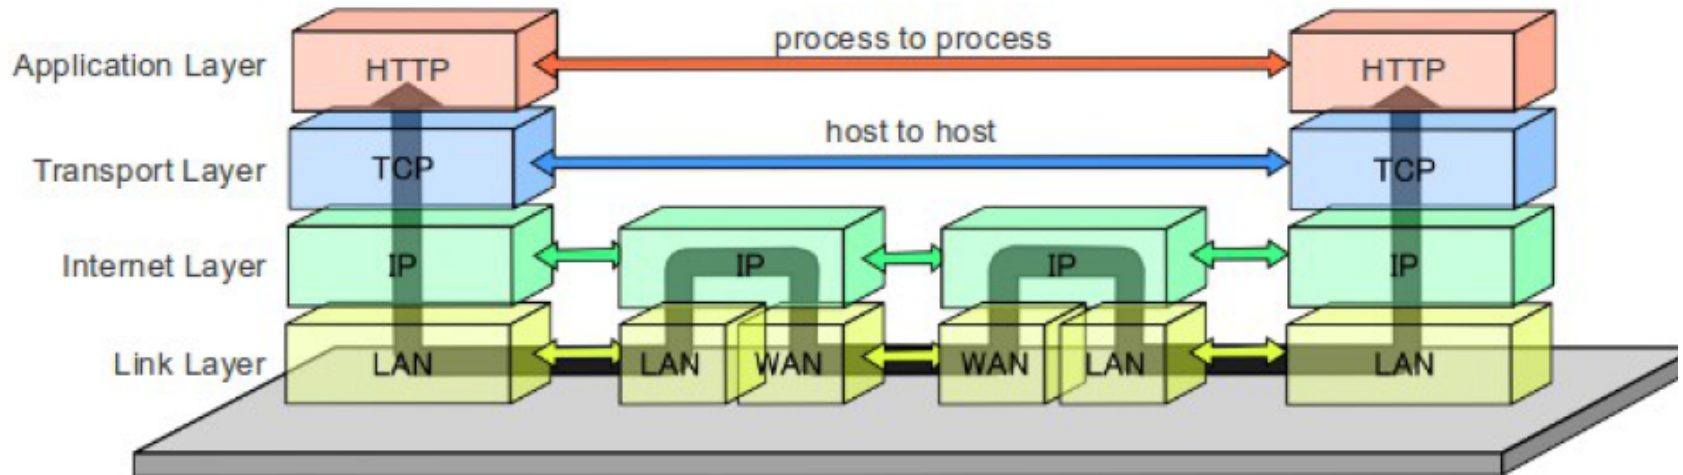 Application Layer HTTP process to process HTTP
Transport Layer TCP host to host TCP
Internet Layer IP IP IP IP
Link Layer LAN LAN WAN WAN LAN LAN